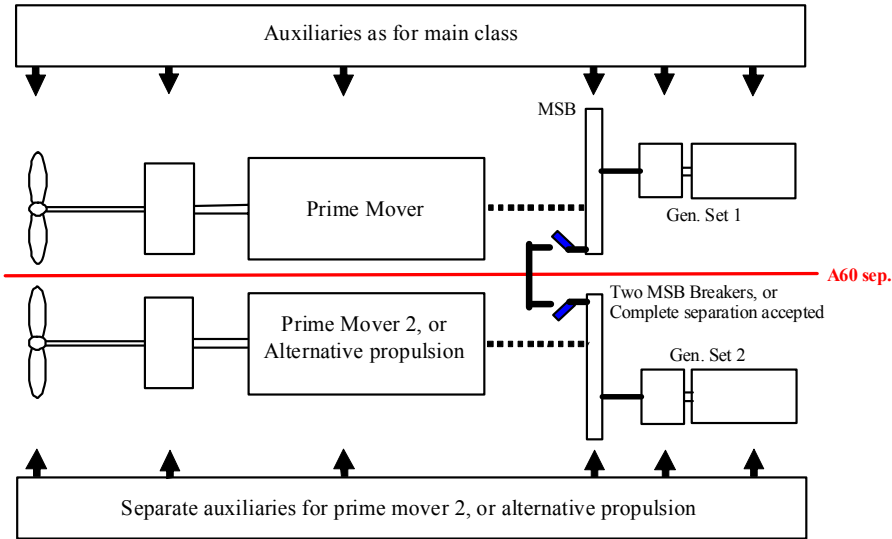 Auxiliaries as for main class
MSB
Prime Mover
Gen. Set 1
A60 sep.
Two MSB Breakers, or
Complete separation accepted
Prime Mover 2, or
Alternative propulsion
Gen. Set 2
Separate auxiliaries for prime mover 2, or alternative propulsion